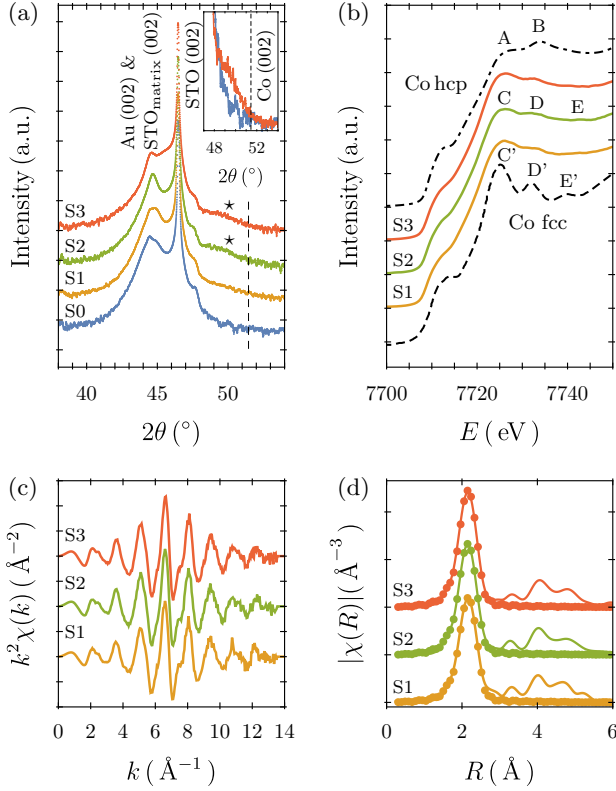 (a)
Intensity (a.u.)
Au (002) &
STOmatrix (002)
STO (002)
Co (002)
48 52
2θ (°)
S3
★
S2
★
S1
S0
40 45 50
2θ (°)
(b)
Intensity (a.u.)
A B
Co hcp
C D E
S3
C' D' E'
S2
Co fcc
S1
7700 7720 7740
E ( eV)
(c)
k² χ(k) ( Å⁻²)
S3
S2
S1
0 2 4 6 8 10 12 14
k ( Å⁻¹)
(d)
|χ(R)| ( Å⁻³)
S3
S2
S1
0 2 4 6
R ( Å)